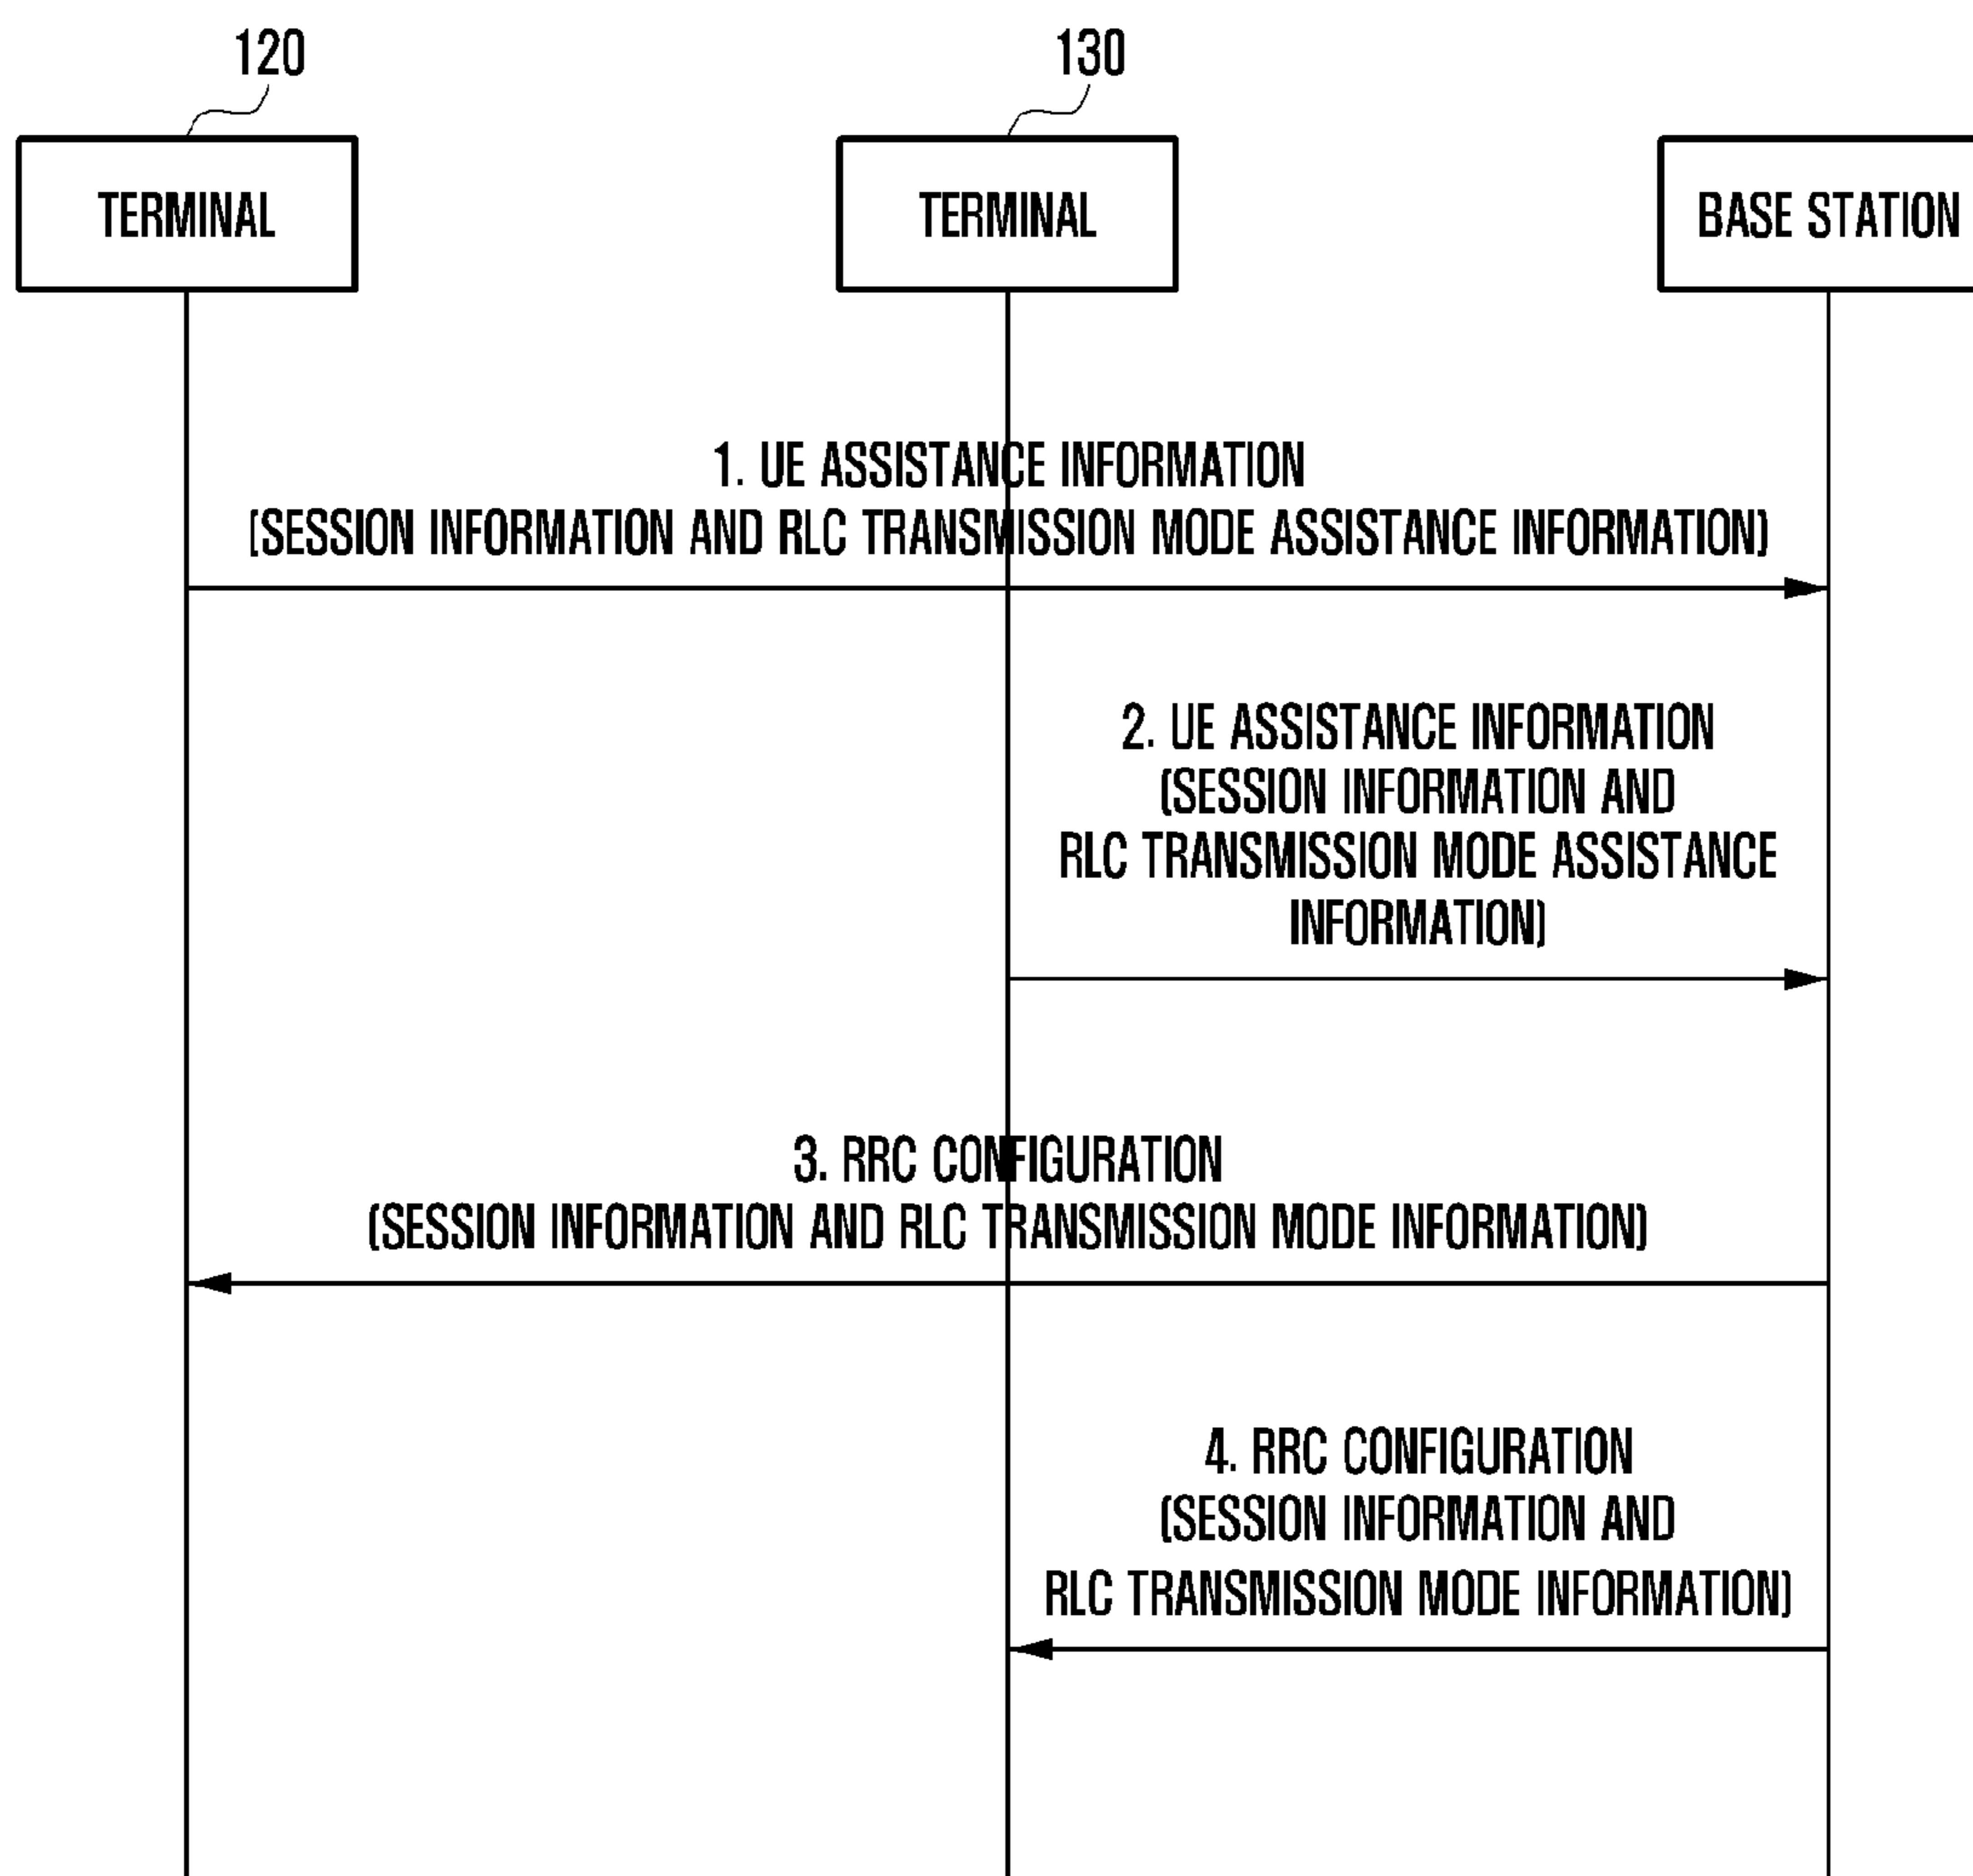 120
130
TERMINAL
TERMINAL
BASE STATION
1. UE ASSISTANCE INFORMATION
(SESSION INFORMATION AND RLC TRANSMISSION MODE ASSISTANCE INFORMATION)
2. UE ASSISTANCE INFORMATION
(SESSION INFORMATION AND
RLC TRANSMISSION MODE ASSISTANCE
INFORMATION)
3. RRC CONFIGURATION
(SESSION INFORMATION AND RLC TRANSMISSION MODE INFORMATION)
4. RRC CONFIGURATION
(SESSION INFORMATION AND
RLC TRANSMISSION MODE INFORMATION)